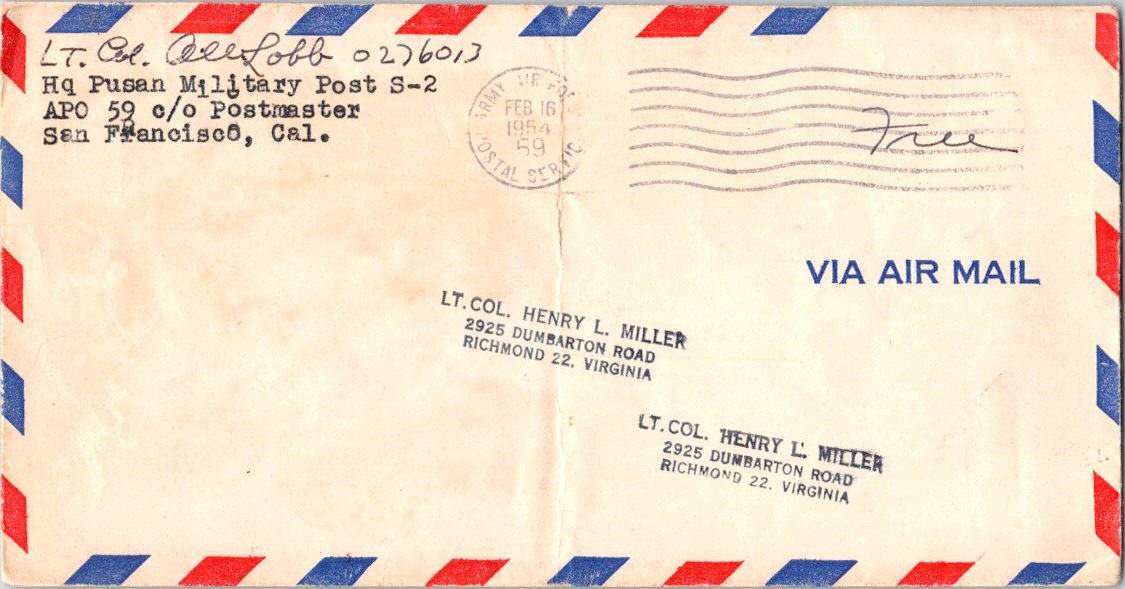 LT. Col. Lobb 0276013
Hq Pusan Military Post S-2
APO 59 c/o Postmaster
San Francisco, Cal.
ARMY
FEB 16
1954
59
POSTAL SERVICE
Free
VIA AIR MAIL
LT. COL. HENRY L. MILLER
2925 DUMBARTON ROAD
RICHMOND 22, VIRGINIA
LT. COL. HENRY L. MILLER
2925 DUMBARTON ROAD
RICHMOND 22, VIRGINIA